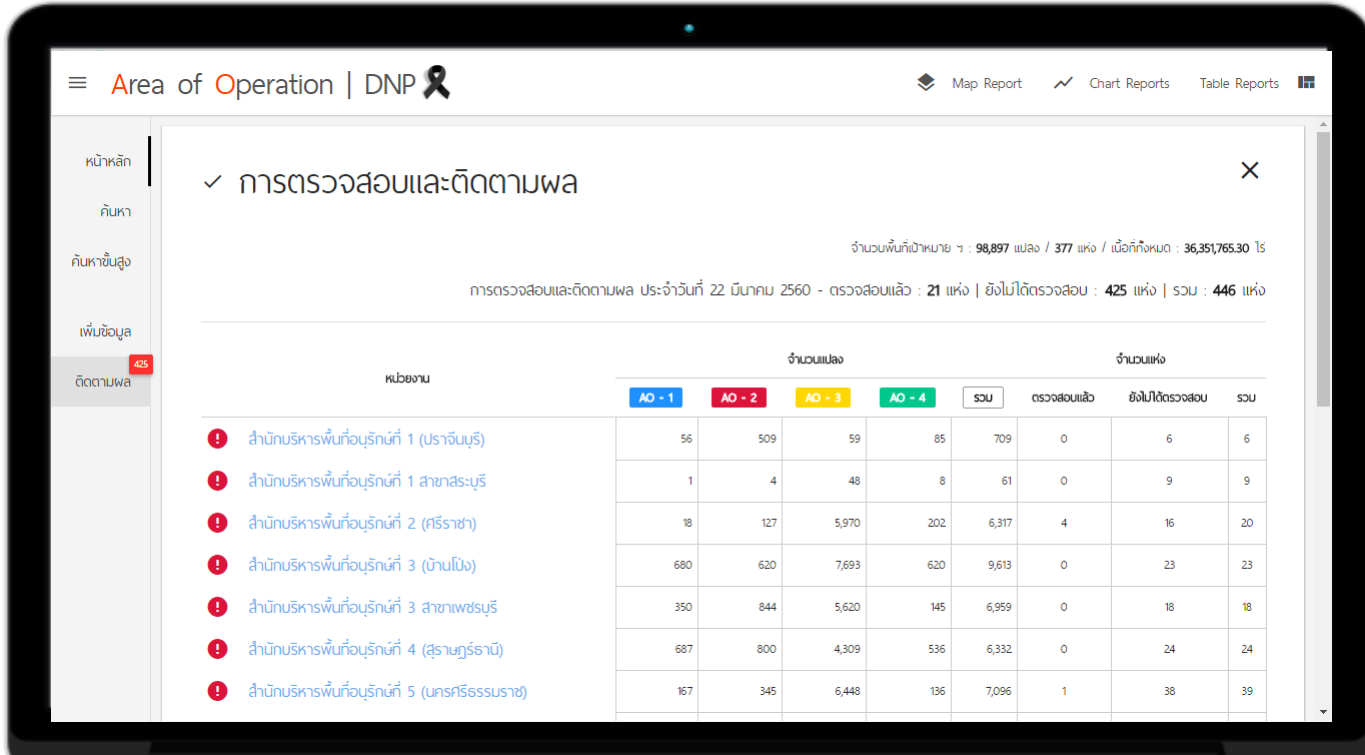 Area of Operation | DNP
Map Report
Chart Reports
Table Reports
หน้าหลัก
ค้นหา
ค้นหาขั้นสูง
เพิ่มข้อมูล
425
ติดตามผล
การตรวจสอบและติดตามผล
จำนวนพื้นที่เป้าหมาย ฯ : 98,897 แปลง / 377 แห่ง / เนื้อที่ทั้งหมด : 36,351,765.30 ไร่
การตรวจสอบและติดตามผล ประจำวันที่ 22 มีนาคม 2560 - ตรวจสอบแล้ว : 21 แห่ง | ยังไม่ได้ตรวจสอบ : 425 แห่ง | รวม : 446 แห่ง
หน่วยงาน จำนวนแปลง จำนวนแห่ง
AO - 1 AO - 2 AO - 3 AO - 4 รวม ตรวจสอบแล้ว ยังไม่ได้ตรวจสอบ รวม
สำนักบริหารพื้นที่อนุรักษ์ที่ 1 (ปราจีนบุรี) 56 509 59 85 709 0 6 6
สำนักบริหารพื้นที่อนุรักษ์ที่ 1 สาขาสระบุรี 1 4 48 8 61 0 9 9
สำนักบริหารพื้นที่อนุรักษ์ที่ 2 (ศรีราชา) 18 127 5,970 202 6,317 4 16 20
สำนักบริหารพื้นที่อนุรักษ์ที่ 3 (บ้านโป่ง) 680 620 7,693 620 9,613 0 23 23
สำนักบริหารพื้นที่อนุรักษ์ที่ 3 สาขาเพชรบุรี 350 844 5,620 145 6,959 0 18 18
สำนักบริหารพื้นที่อนุรักษ์ที่ 4 (สุราษฎร์ธานี) 687 800 4,309 536 6,332 0 24 24
สำนักบริหารพื้นที่อนุรักษ์ที่ 5 (นครศรีธรรมราช) 167 345 6,448 136 7,096 1 38 39